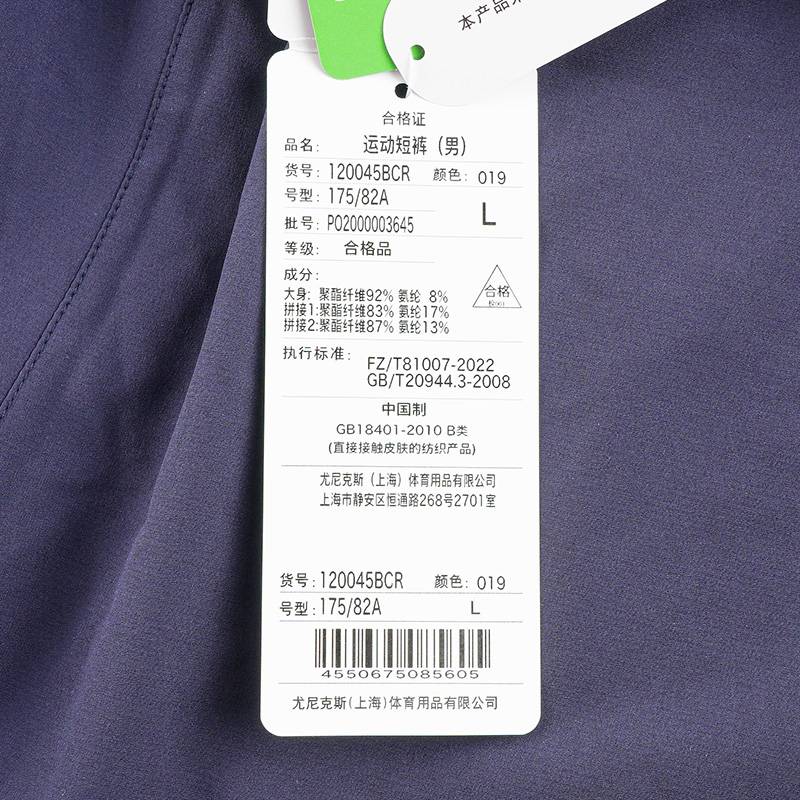 本产品采
合格证
品名: 运动短裤(男)
货号: 120045BCR 颜色: 019
号型: 175/82A
L
批号: PO2000003645
等级: 合格品
成分:
大身: 聚酯纤维92% 氨纶 8%
拼接1:聚酯纤维83% 氨纶17%
拼接2:聚酯纤维87% 氨纶13%
合格
执行标准: FZ/T81007-2022
GB/T20944.3-2008
中国制
GB18401-2010 B类
(直接接触皮肤的纺织产品)
尤尼克斯(上海)体育用品有限公司
上海市静安区恒通路268号2701室
货号: 120045BCR 颜色: 019
号型: 175/82A L
4550675085605
尤尼克斯(上海)体育用品有限公司